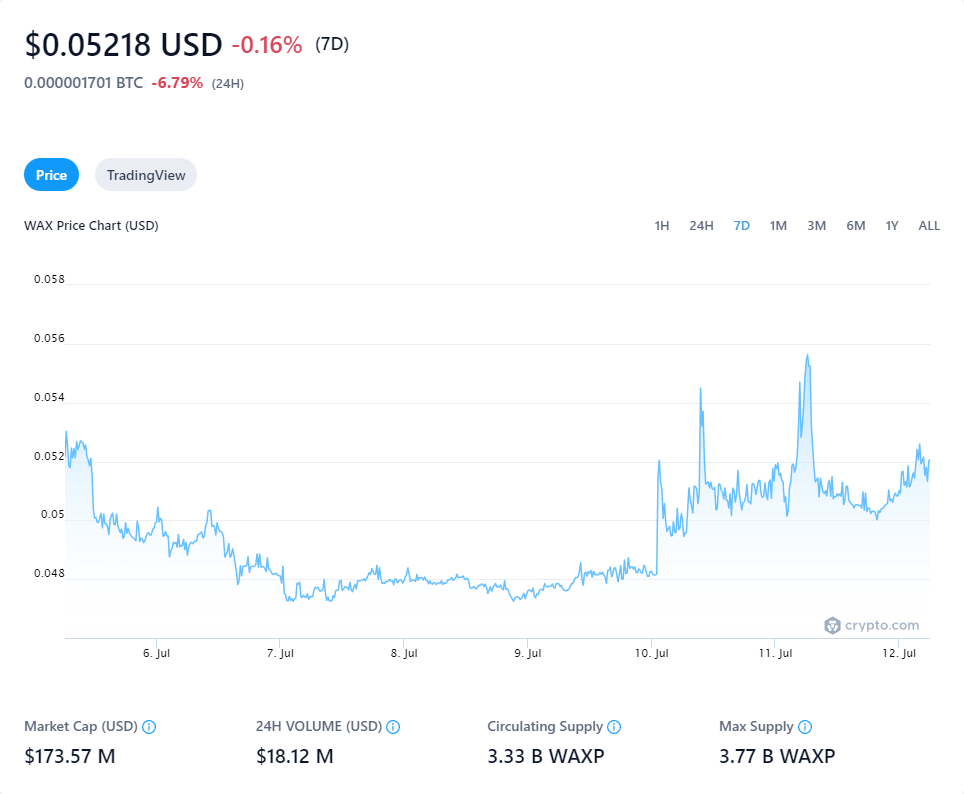 $0.05218 USD -0.16% (7D)
0.000001701 BTC -6.79% (24H)
Price TradingView
WAX Price Chart (USD) 1H 24H 7D 1M 3M 6M 1Y ALL
0.058
0.056
0.054
0.052
0.05
0.048
crypto.com
6. Jul 7. Jul 8. Jul 9. Jul 10. Jul 11. Jul 12. Jul
Market Cap (USD) 24H VOLUME (USD) Circulating Supply Max Supply
$173.57 M $18.12 M 3.33 B WAXP 3.77 B WAXP